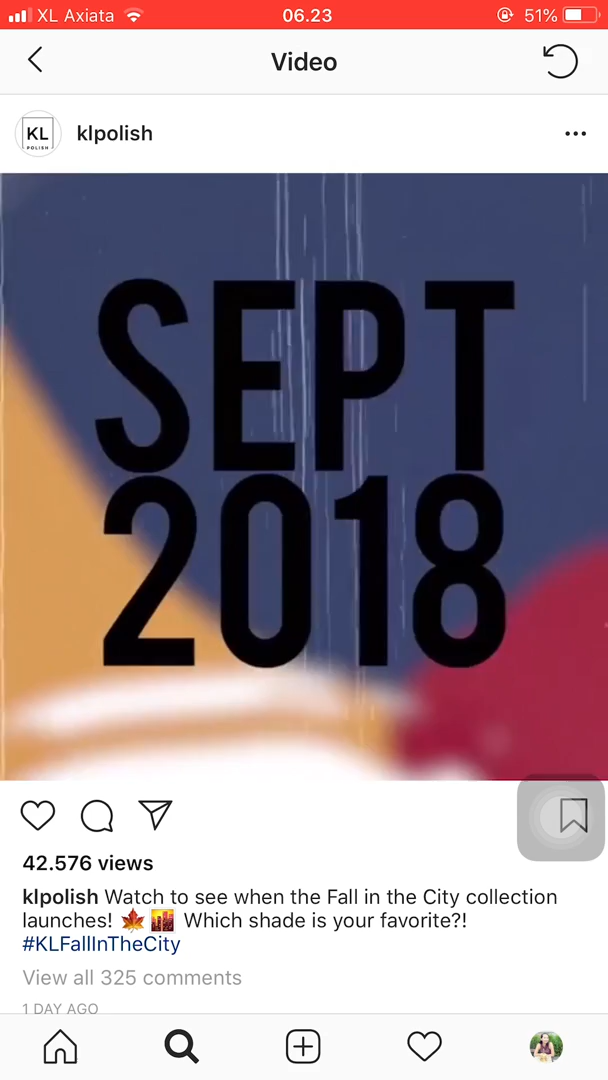 XL Axiata 06.23 51%
Video
KL
POLISH
klpolish
SEPT
2018
42.576 views
klpolish Watch to see when the Fall in the City collection
launches! 🍁 🌇 Which shade is your favorite?!
#KLFallInTheCity
View all 325 comments
1 DAY AGO